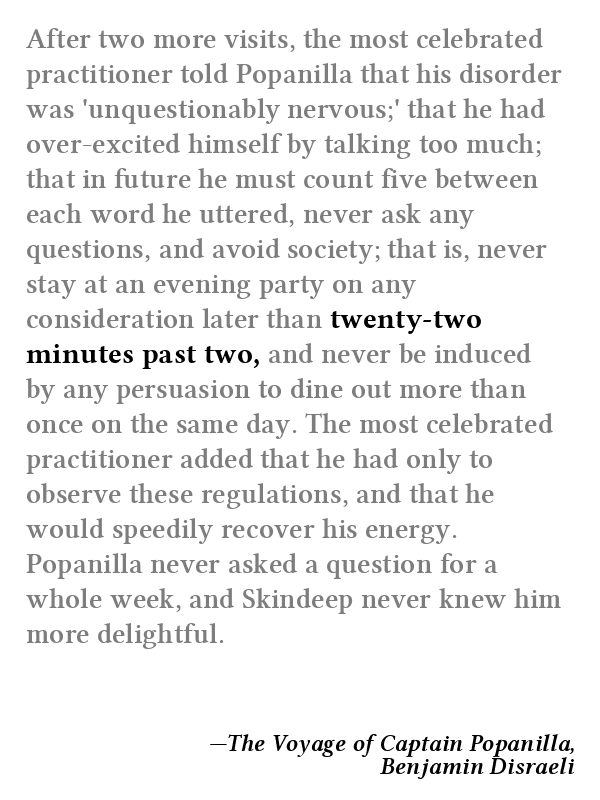 After two more visits, the most celebrated
practitioner told Popanilla that his disorder
was 'unquestionably nervous;' that he had
over-excited himself by talking too much;
that in future he must count five between
each word he uttered, never ask any
questions, and avoid society; that is, never
stay at an evening party on any
consideration later than twenty-two
minutes past two, and never be induced
by any persuasion to dine out more than
once on the same day. The most celebrated
practitioner added that he had only to
observe these regulations, and that he
would speedily recover his energy.
Popanilla never asked a question for a
whole week, and Skindeep never knew him
more delightful.
—The Voyage of Captain Popanilla,
Benjamin Disraeli